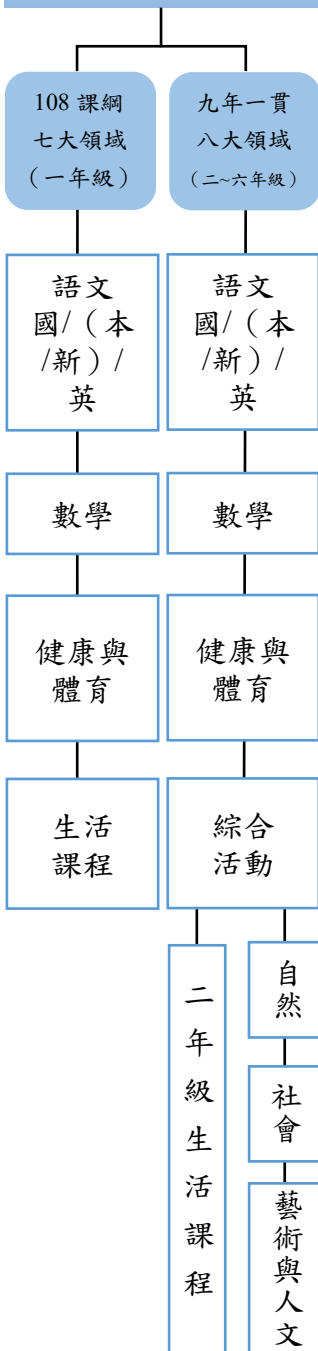 108 課綱
七大領域
（一年級）
語文
國/（本
/新）/
英
數學
健康與
體育
生活
課程
九年一貫
八大領域
（二~六年級）
語文
國/（本
/新）/
英
數學
健康與
體育
綜合
活動
二年級生活課程
自然
社會
藝術與人文